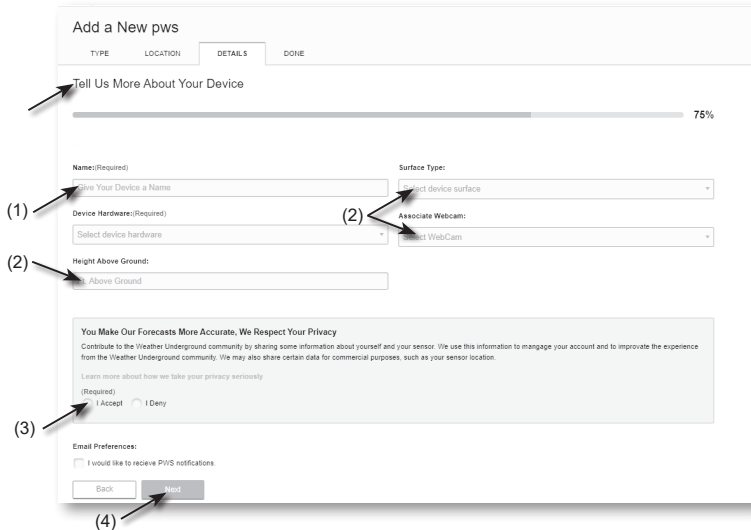 Add a New pws
TYPE LOCATION DETAILS DONE
Tell Us More About Your Device
75%
Name:(Required)
Give Your Device a Name
Surface Type:
Select device surface
(1)
Device Hardware:(Required)
Select device hardware
(2)
Associate Webcam:
Select WebCam
(2)
Height Above Ground:
Above Ground
You Make Our Forecasts More Accurate, We Respect Your Privacy
Contribute to the Weather Underground community by sharing some information about yourself and your sensor. We use this information to mangage your account and to improvate the experience
from the Weather Underground community. We may also share certain data for commercial purposes, such as your sensor location.
Learn more about how we take your privacy seriously
(Required)
I Accept I Deny
(3)
Email Preferences:
I would like to recieve PWS notifications.
Back Next
(4)